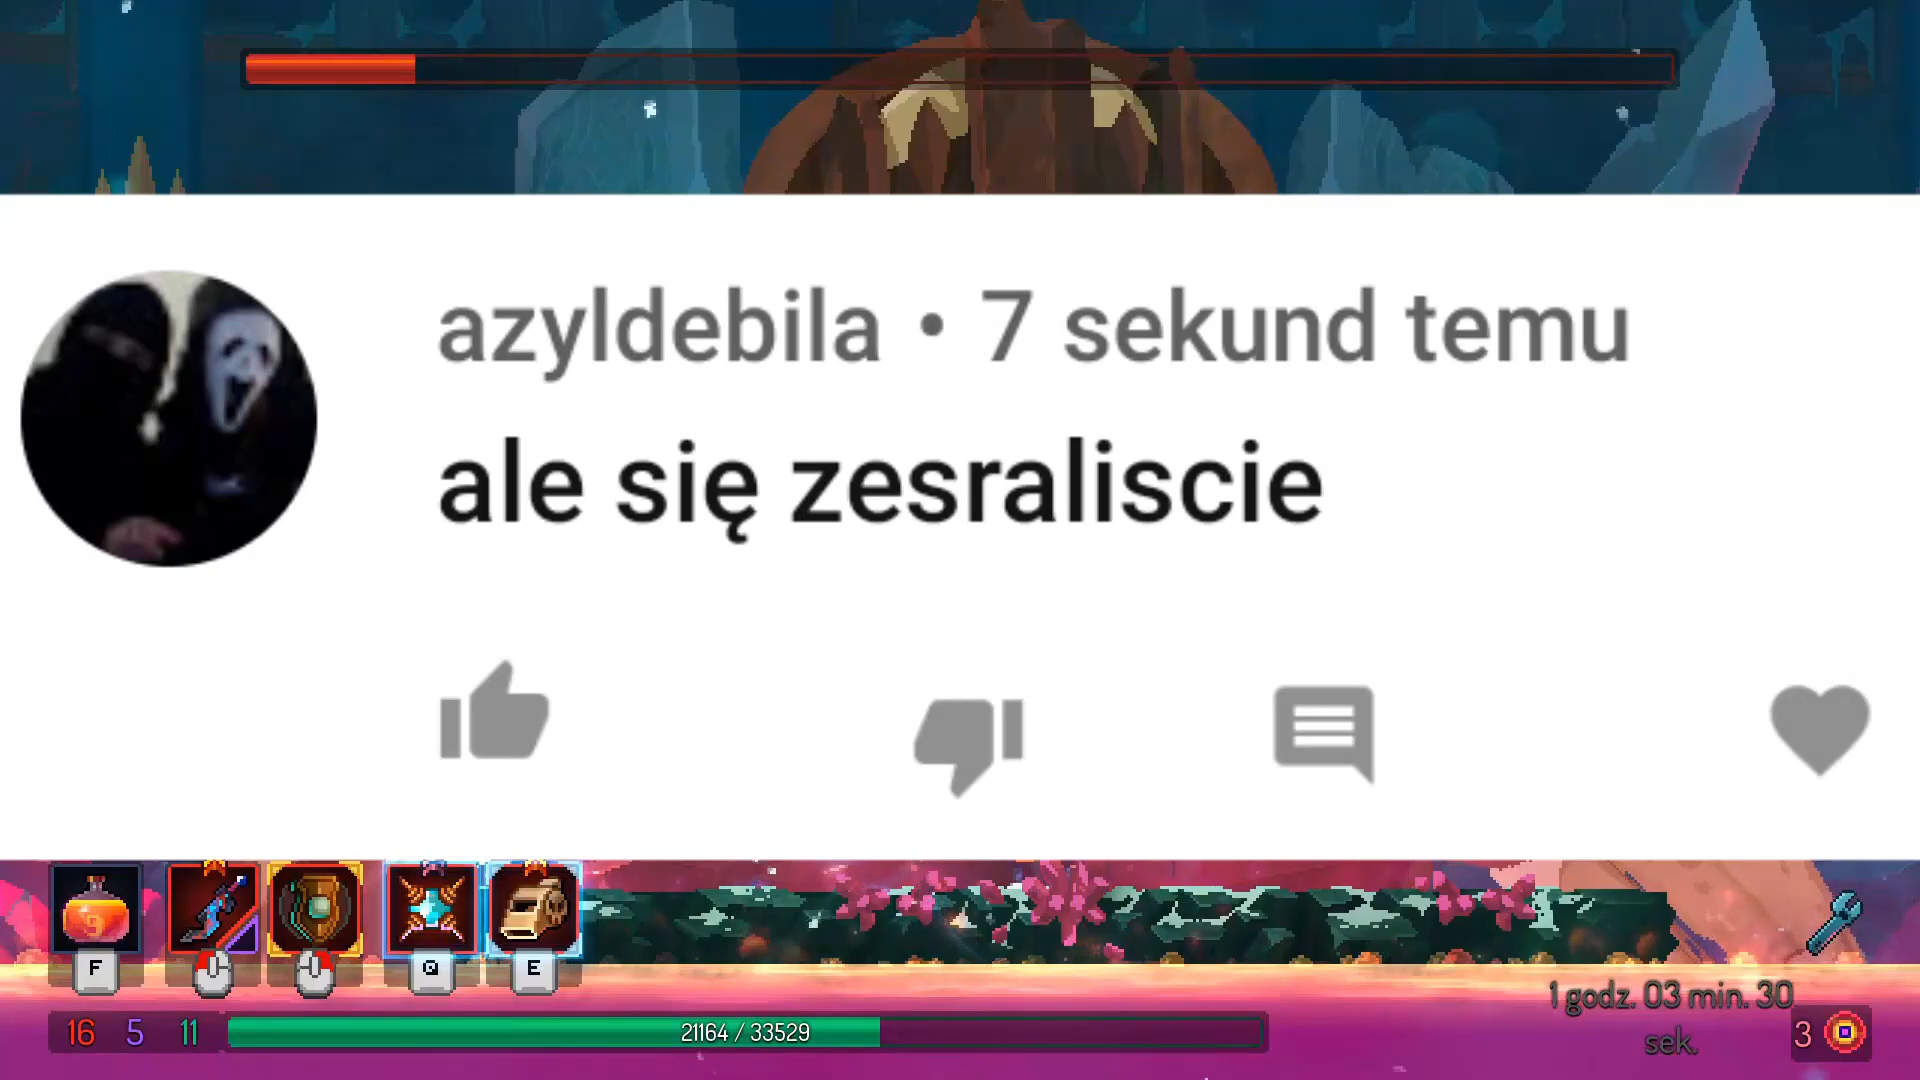 azyldebila • 7 sekund temu
ale się zesraliscie
9
F
Q
E
1 godz. 03 min. 30
sek.
16 5 11
21164 / 33529
3